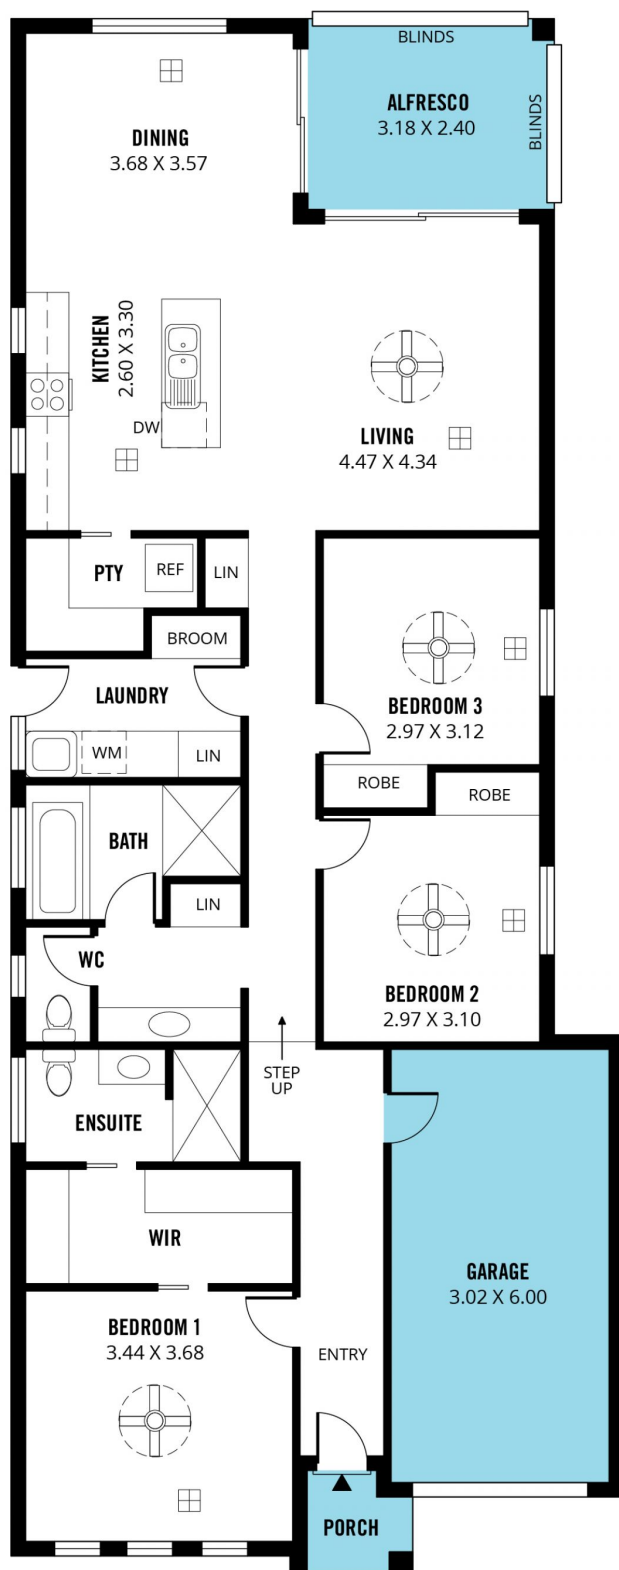 BLINDS
ALFRESCO
3.18 X 2.40
BLINDS
DINING
3.68 X 3.57
KITCHEN
2.60 X 3.30
DW
LIVING
4.47 X 4.34
PTY
REF
LIN
BROOM
LAUNDRY
WM
LIN
BEDROOM 3
2.97 X 3.12
ROBE
ROBE
BATH
LIN
WC
BEDROOM 2
2.97 X 3.10
STEP
UP
ENSUITE
WIR
GARAGE
3.02 X 6.00
BEDROOM 1
3.44 X 3.68
ENTRY
PORCH